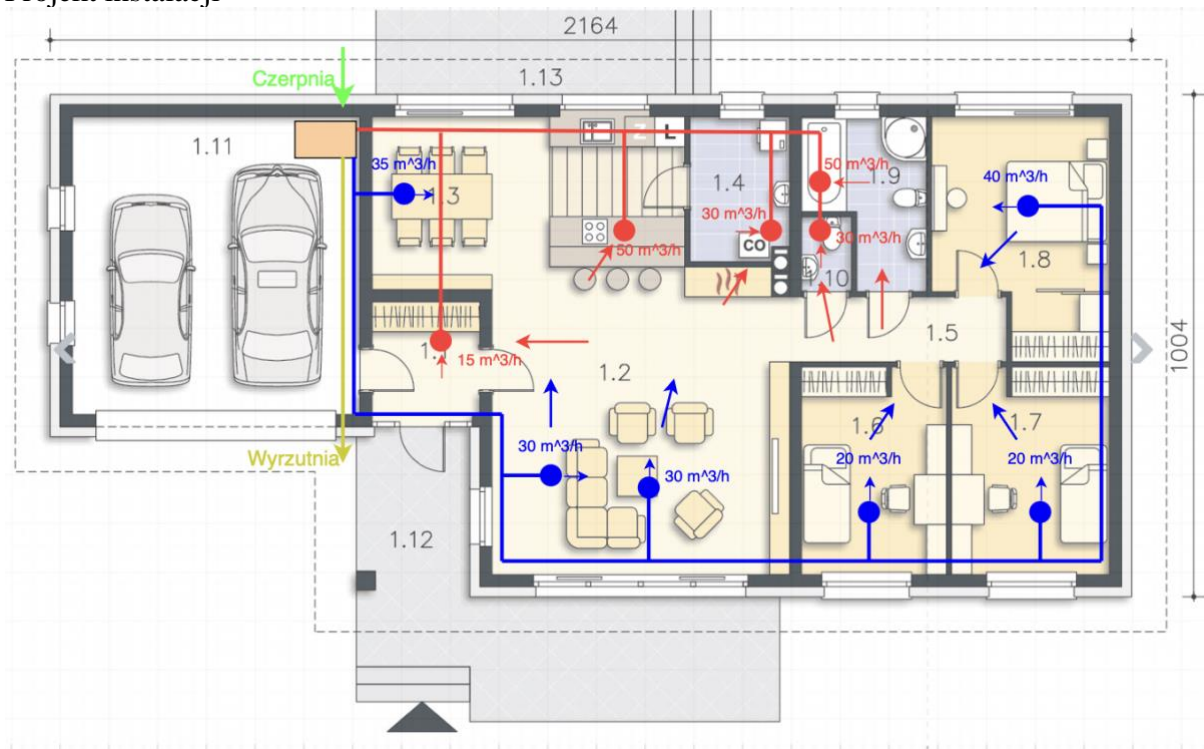 2164
1.13
Czerpnia
1.11
35 m^3/h
1.3
Z
L
1.4
50 m^3/h
1.9
40 m^3/h
30 m^3/h
50 m^3/h
CO
30 m^3/h
1.8
1.10
15 m^3/h
1.2
1.5
1004
1.6
1.7
30 m^3/h
20 m^3/h
20 m^3/h
Wyrzutnia
30 m^3/h
1.12